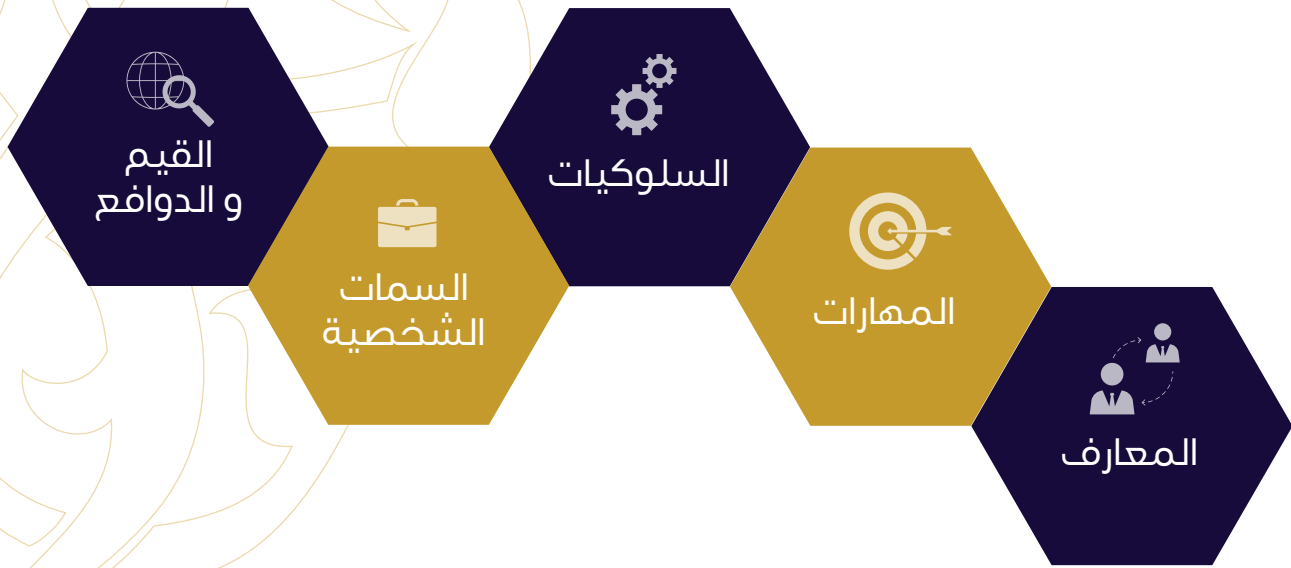 المعارف
المهارات
السلوكيات
السمات
الشخصية
القيم
و الدوافع